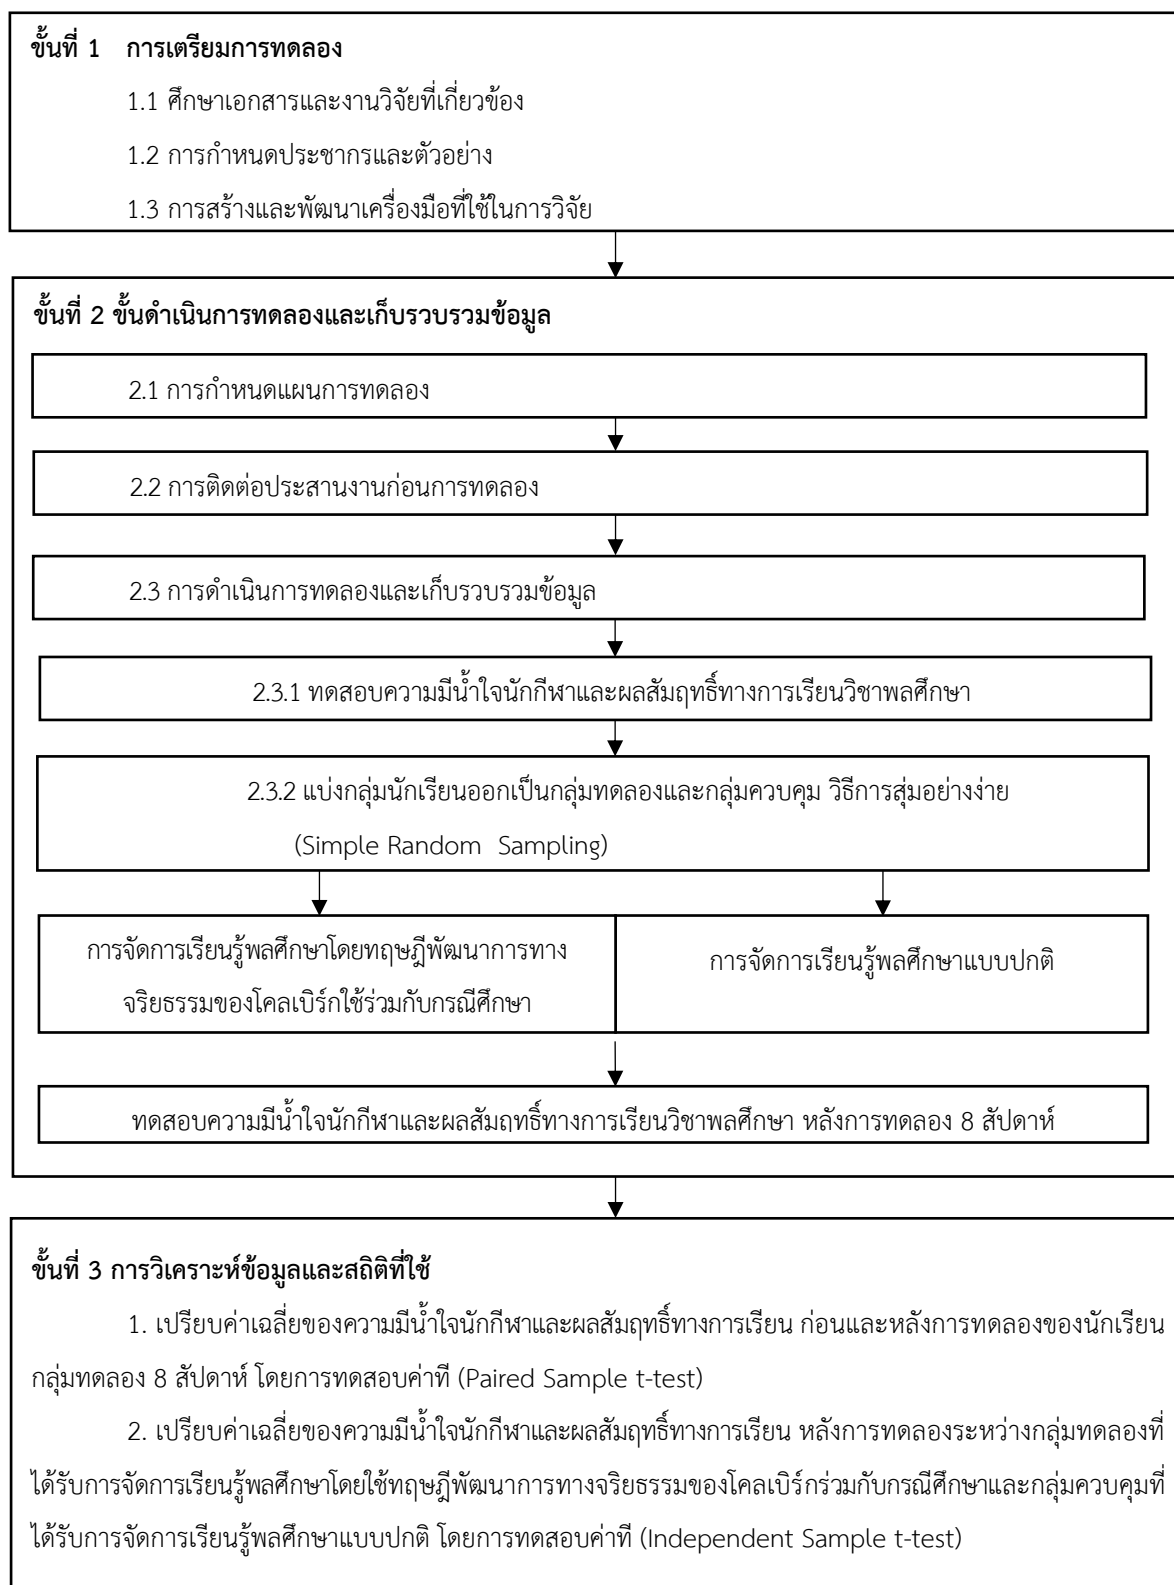 ขั้นที่ 1 การเตรียมการทดลอง
1.1 ศึกษาเอกสารและงานวิจัยที่เกี่ยวข้อง
1.2 การกำหนดประชากรและตัวอย่าง
1.3 การสร้างและพัฒนาเครื่องมือที่ใช้ในการวิจัย
ขั้นที่ 2 ขั้นดำเนินการทดลองและเก็บรวบรวมข้อมูล
2.1 การกำหนดแผนการทดลอง
2.2 การติดต่อประสานงานก่อนการทดลอง
2.3 การดำเนินการทดลองและเก็บรวบรวมข้อมูล
2.3.1 ทดสอบความมีน้ำใจนักกีฬาและผลสัมฤทธิ์ทางการเรียนวิชาพลศึกษา
2.3.2 แบ่งกลุ่มนักเรียนออกเป็นกลุ่มทดลองและกลุ่มควบคุม วิธีการสุ่มอย่างง่าย
(Simple Random Sampling)
การจัดการเรียนรู้พลศึกษาโดยทฤษฎีพัฒนาการทาง
จริยธรรมของโคลเบิร์กใช้ร่วมกับกรณีศึกษา
การจัดการเรียนรู้พลศึกษาแบบปกติ
ทดสอบความมีน้ำใจนักกีฬาและผลสัมฤทธิ์ทางการเรียนวิชาพลศึกษา หลังการทดลอง 8 สัปดาห์
ขั้นที่ 3 การวิเคราะห์ข้อมูลและสถิติที่ใช้
1. เปรียบค่าเฉลี่ยของความมีน้ำใจนักกีฬาและผลสัมฤทธิ์ทางการเรียน ก่อนและหลังการทดลองของนักเรียน
กลุ่มทดลอง 8 สัปดาห์ โดยการทดสอบค่าที (Paired Sample t-test)
2. เปรียบค่าเฉลี่ยของความมีน้ำใจนักกีฬาและผลสัมฤทธิ์ทางการเรียน หลังการทดลองระหว่างกลุ่มทดลองที่
ได้รับการจัดการเรียนรู้พลศึกษาโดยใช้ทฤษฎีพัฒนาการทางจริยธรรมของโคลเบิร์กร่วมกับกรณีศึกษาและกลุ่มควบคุมที่
ได้รับการจัดการเรียนรู้พลศึกษาแบบปกติ โดยการทดสอบค่าที (Independent Sample t-test)